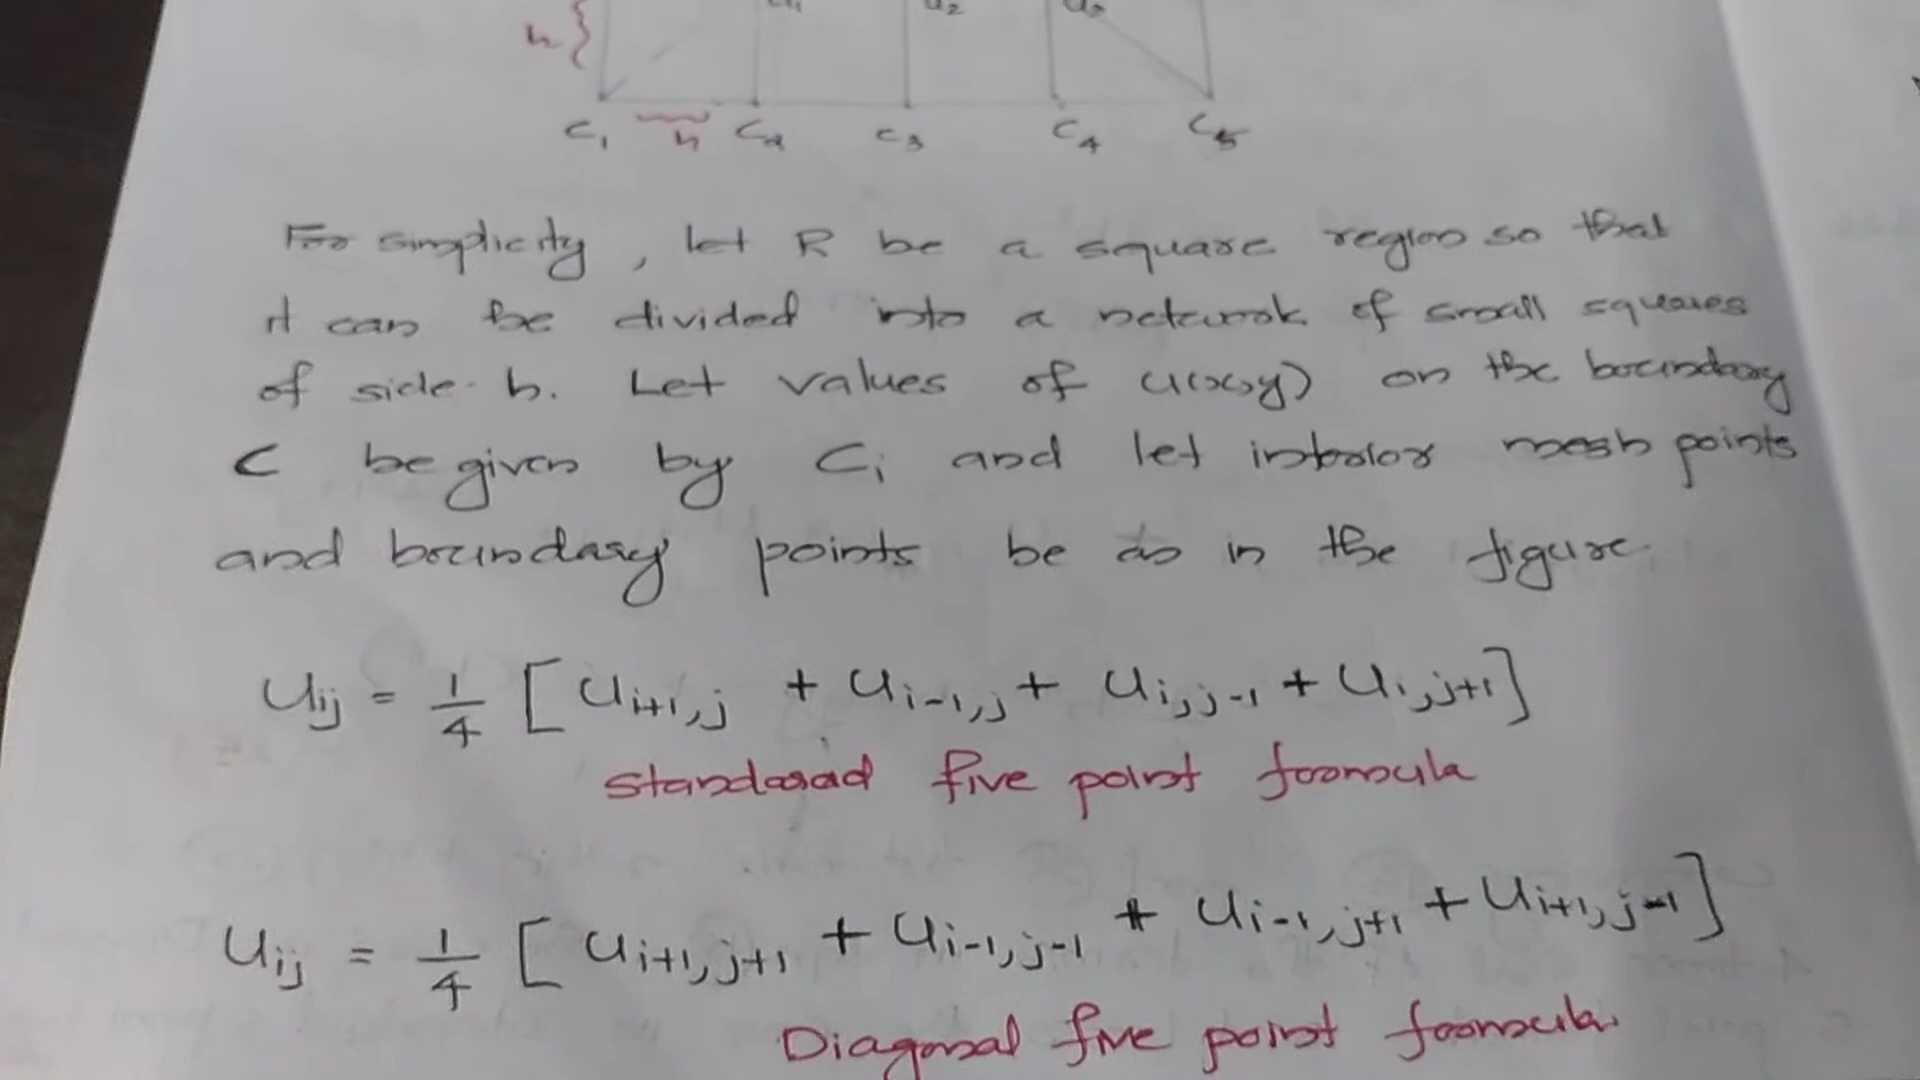 h u1 u2 u3
C1 h C2 C3 C4 C5
For simplicity, let R be a square region so that
it can be divided into a network of small squares
of side h. Let values of u(x,y) on the boundary
C be given by Ci and let interior mesh points
and boundary points be as in the figure.
Uij = 1/4 [Ui+1,j + Ui-1,j + Ui,j-1 + Ui,j+1]
Standard five point formula
Uij = 1/4 [Ui+1,j+1 + Ui-1,j-1 + Ui-1,j+1 + Ui+1,j-1]
Diagonal five point formula.